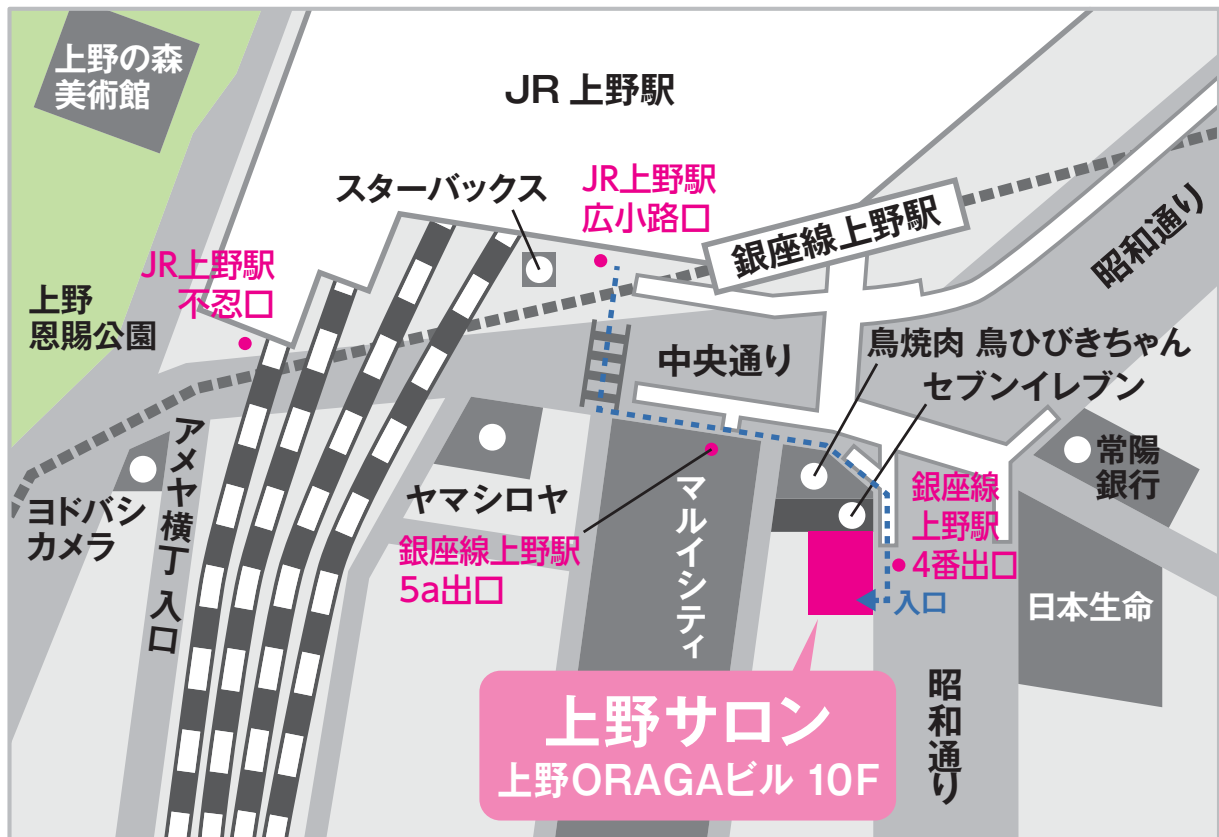 上野の森
美術館
JR 上野駅
スターバックス
JR上野駅
広小路口
銀座線上野駅
昭和通り
JR上野駅
不忍口
上野
恩賜公園
中央通り
鳥焼肉 鳥ひびきちゃん
セブンイレブン
アメヤ横丁 入口
ヨドバシ
カメラ
ヤマシロヤ
マルイシティ
銀座線上野駅
5a出口
常陽
銀行
銀座線
上野駅
4番出口
入口
日本生命
昭和通り
上野サロン
上野ORAGAビル 10F